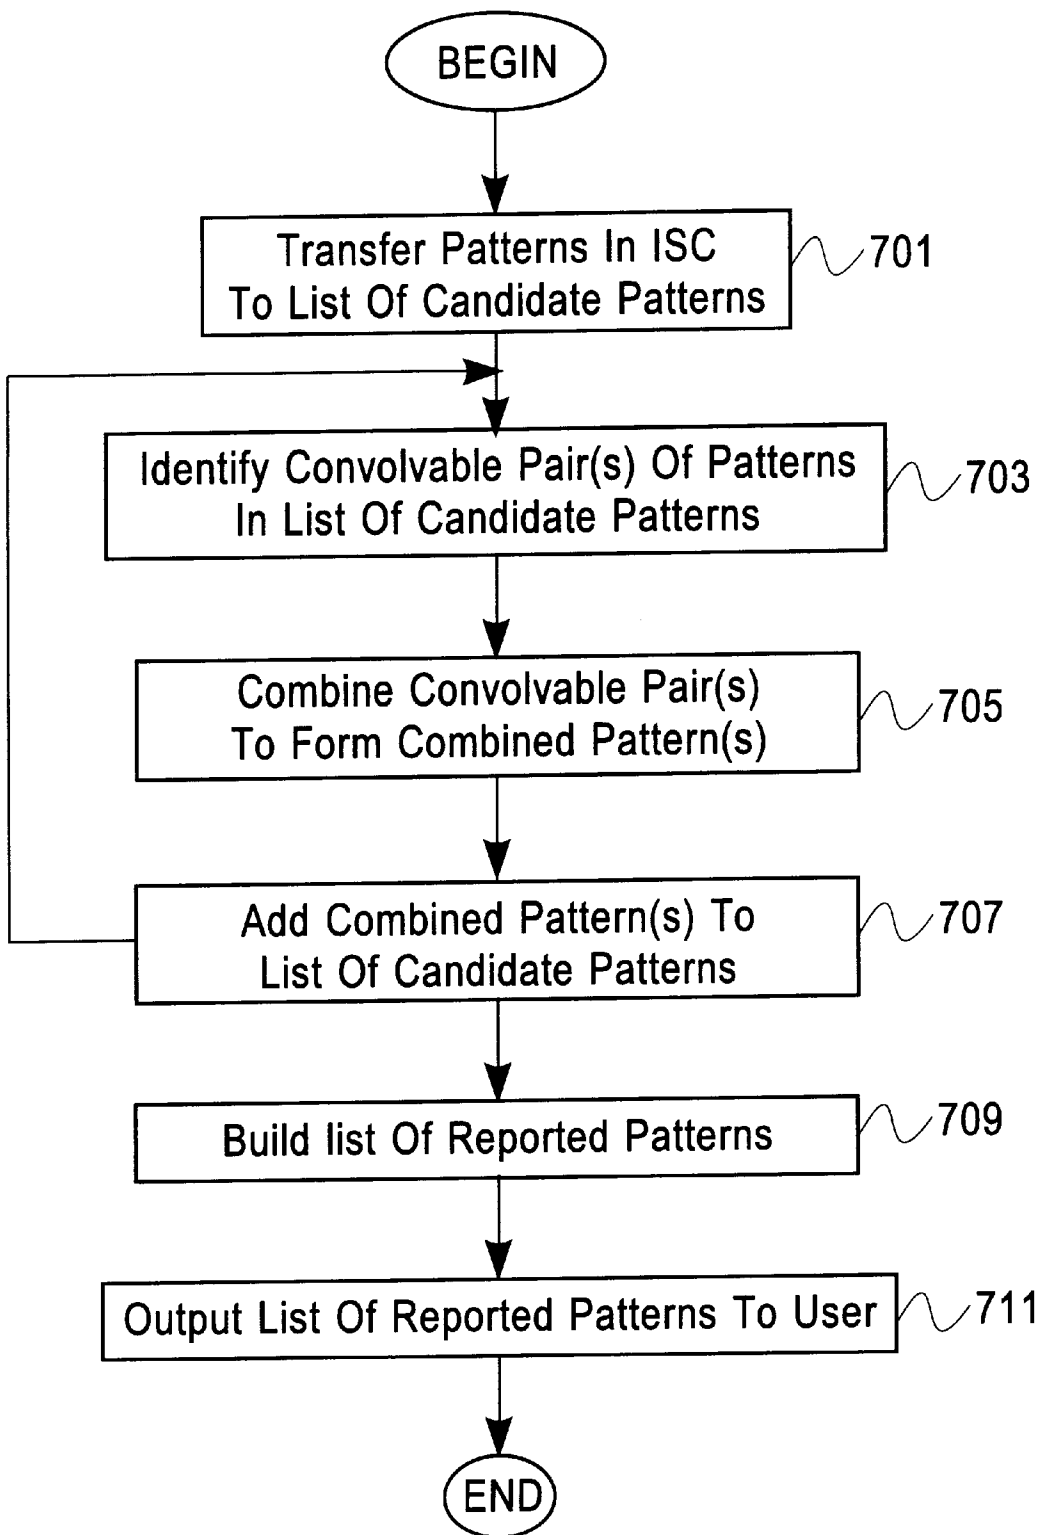 BEGIN
Transfer Patterns In ISC
To List Of Candidate Patterns
701
Identify Convolvable Pair(s) Of Patterns
In List Of Candidate Patterns
703
Combine Convolvable Pair(s)
To Form Combined Pattern(s)
705
Add Combined Pattern(s) To
List Of Candidate Patterns
707
Build list Of Reported Patterns
709
Output List Of Reported Patterns To User
711
END